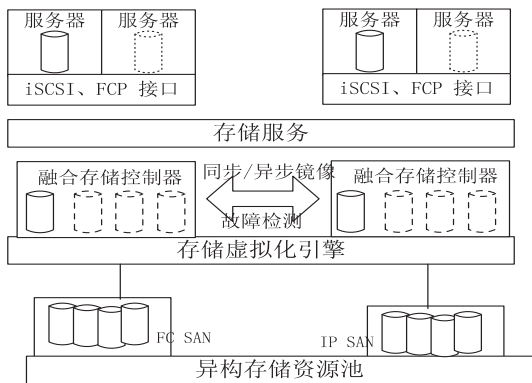 服务器 服务器
iSCSI、FCP 接口
服务器 服务器
iSCSI、FCP 接口
存储服务
融合存储控制器
同步/异步镜像
故障检测
融合存储控制器
存储虚拟化引擎
FC SAN
IP SAN
异构存储资源池